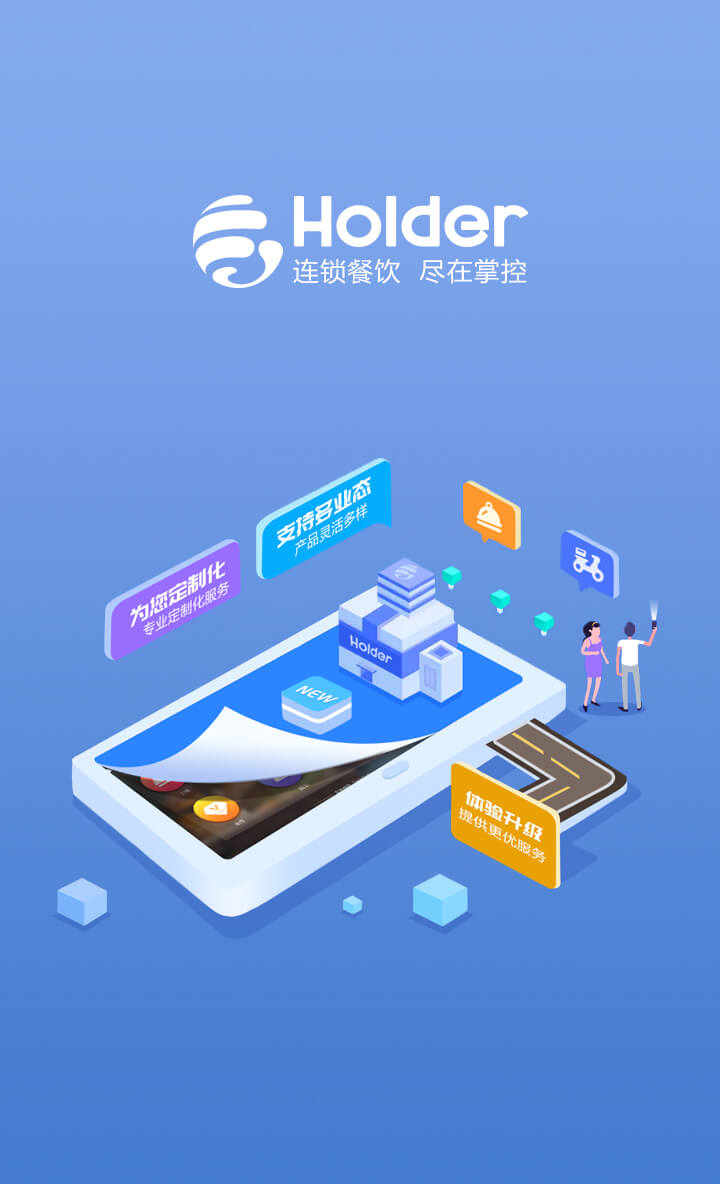 Holder
连锁餐饮 尽在掌控
支持多业态
产品灵活多样
为您定制化
专业定制化服务
Holder
NEW
体验升级
提供更优服务